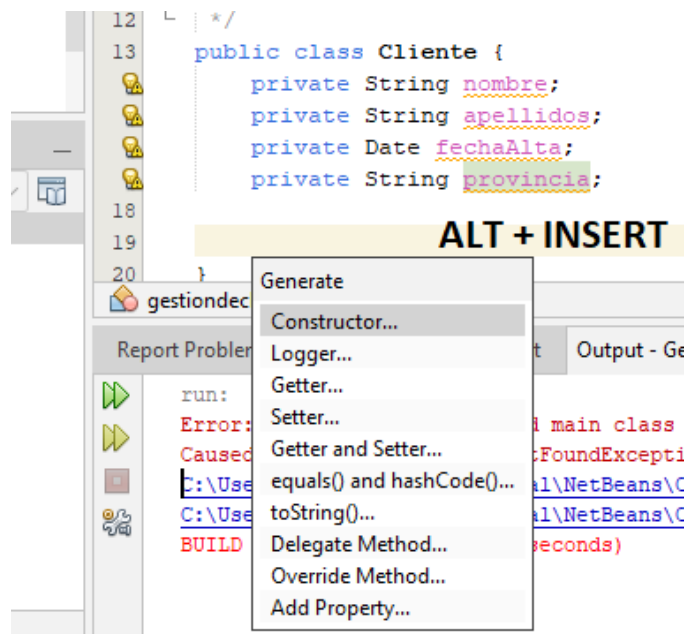 12 */
13 public class Cliente {
private String nombre;
private String apellidos;
private Date fechaAlta;
private String provincia;
18
19 ALT + INSERT
20 }
Generate
gestiondec
Constructor...
Report Problem t Output - Ge
Logger...
Getter...
run:
Setter...
Error: d main class
Getter and Setter...
Caused tFoundExcepti
equals() and hashCode()...
C:\Use al\NetBeans\C
toString()...
C:\Use al\NetBeans\C
Delegate Method...
BUILD seconds)
Override Method...
Add Property...